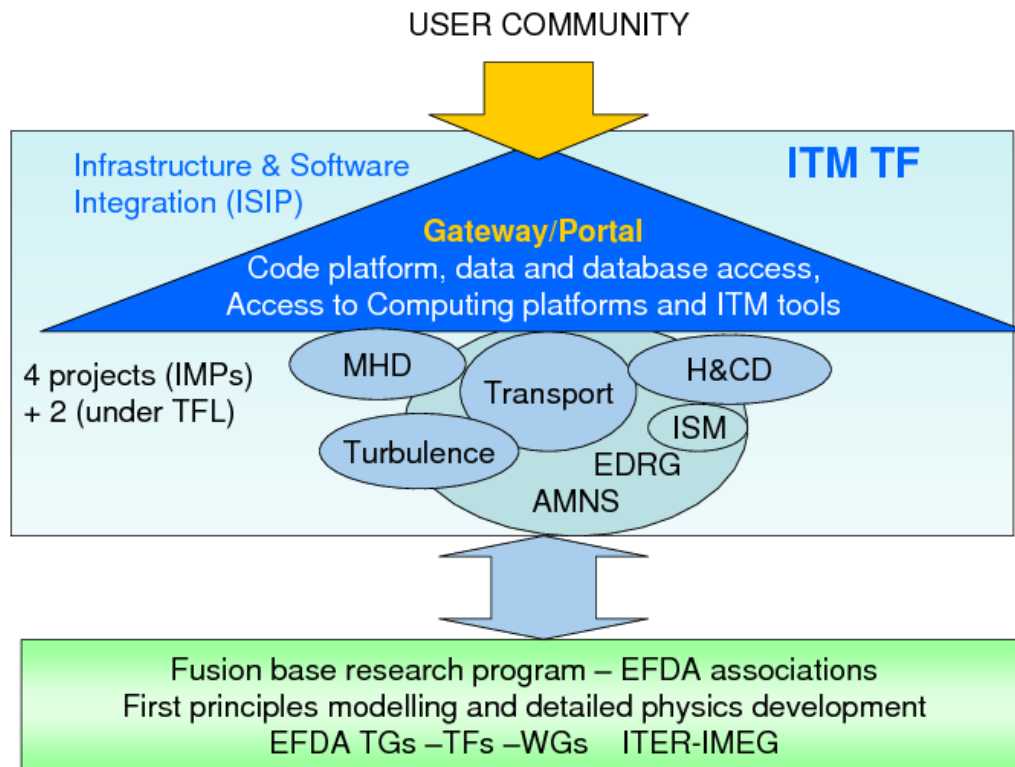 USER COMMUNITY
Infrastructure & Software
Integration (ISIP)
ITM TF
Gateway/Portal
Code platform, data and database access,
Access to Computing platforms and ITM tools
4 projects (IMPs)
+ 2 (under TFL)
MHD
Transport
H&CD
ISM
Turbulence
EDRG
AMNS
Fusion base research program – EFDA associations
First principles modelling and detailed physics development
EFDA TGs –TFs –WGs ITER-IMEG